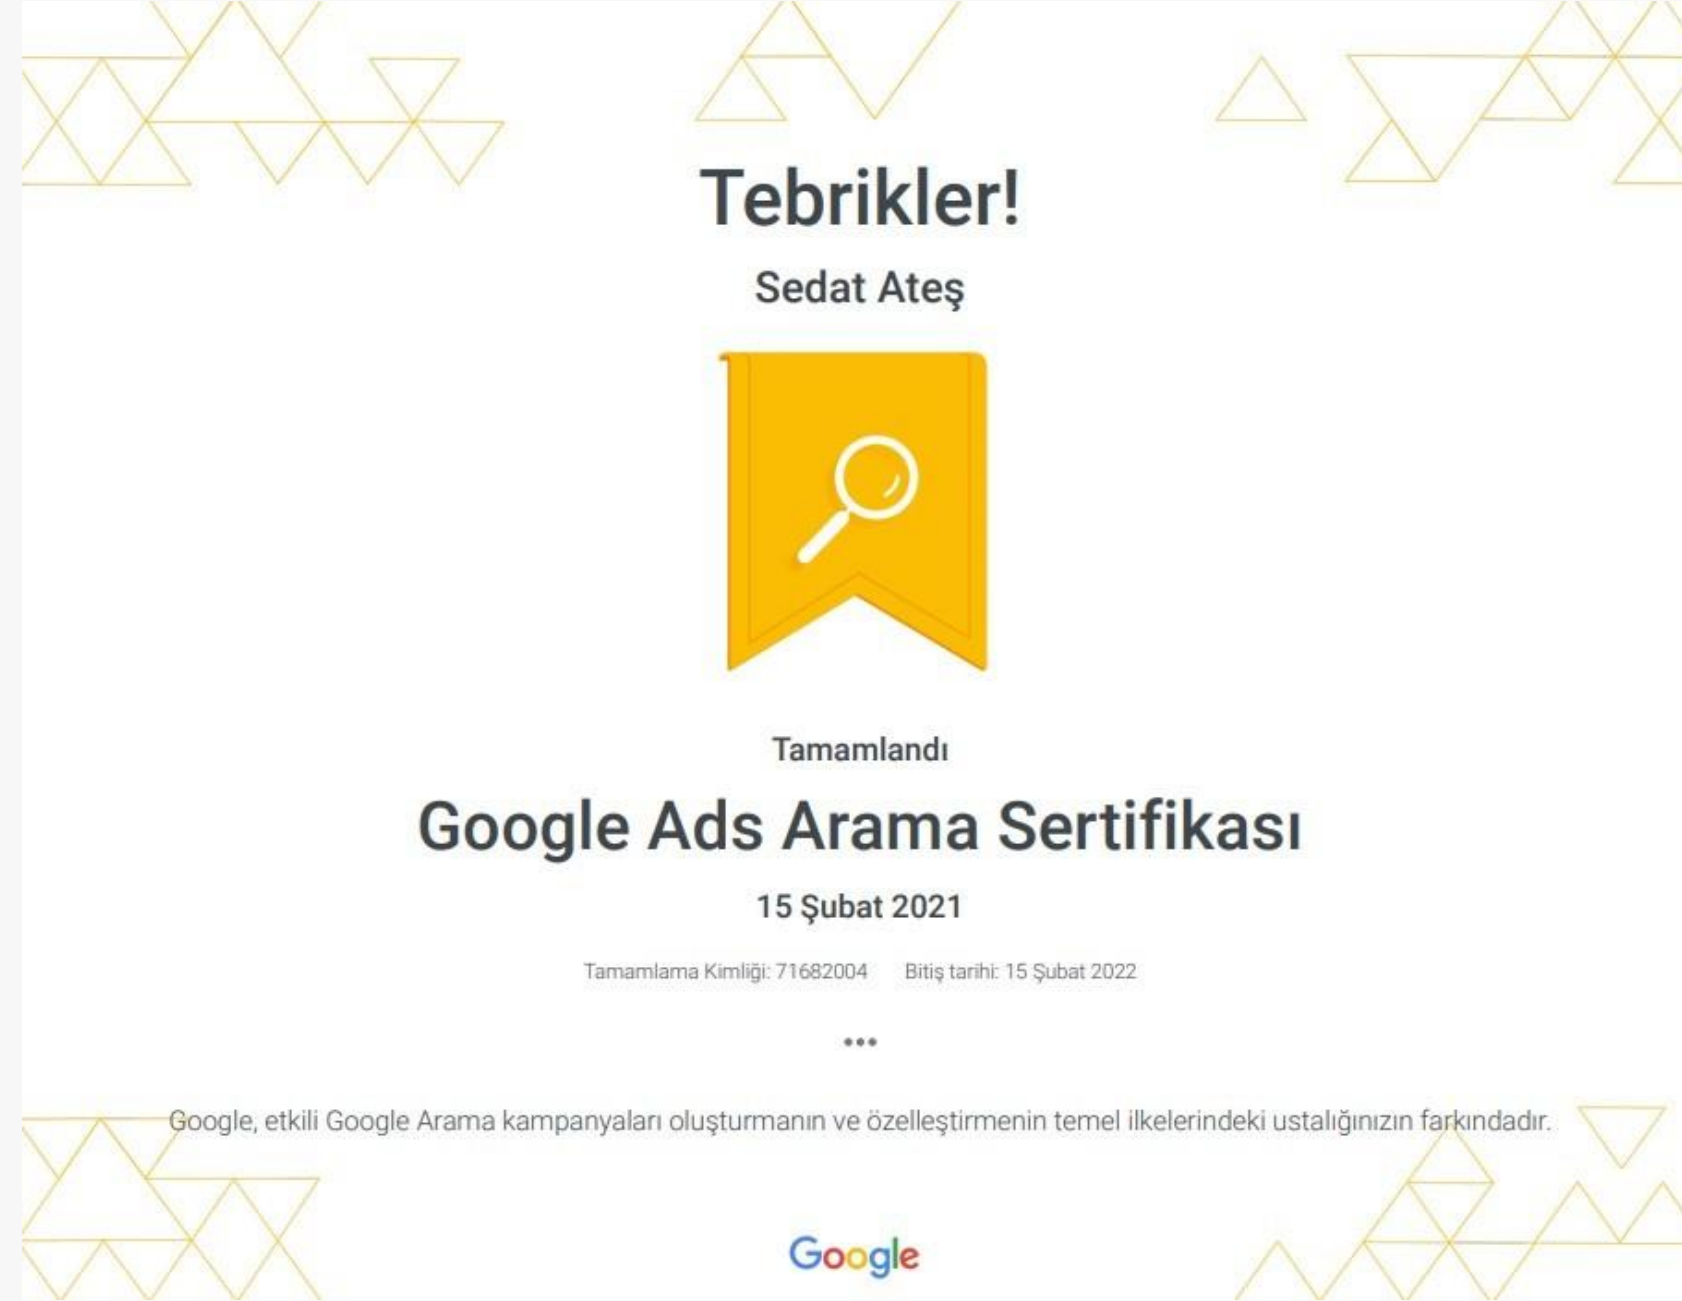 Tebrikler!
Sedat Ateş
Tamamlandı
Google Ads Arama Sertifikası
15 Şubat 2021
Tamamlama Kimliği: 71682004 Bitiş tarihi: 15 Şubat 2022
•••
Google, etkili Google Arama kampanyaları oluşturmanın ve özelleştirmenin temel ilkelerindeki ustalığınızın farkındadır.
Google